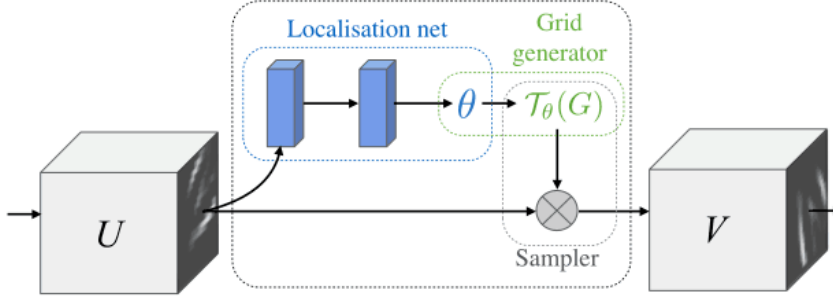 Localisation net
Grid
generator
θ
𝒯θ(G)
U
V
Sampler